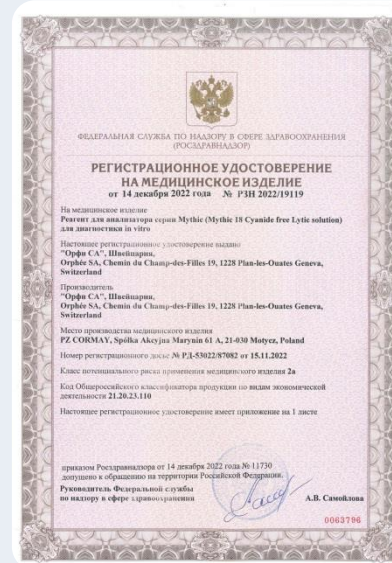 ФЕДЕРАЛЬНАЯ СЛУЖБА ПО НАДЗОРУ В СФЕРЕ ЗДРАВООХРАНЕНИЯ
(РОСЗДРАВНАДЗОР)
РЕГИСТРАЦИОННОЕ УДОСТОВЕРЕНИЕ
НА МЕДИЦИНСКОЕ ИЗДЕЛИЕ
от 14 декабря 2022 года № РЗН 2022/19119
На медицинское изделие
Реагент для анализатора серии Mythic (Mythic 18 Cyanide free Lytic solution)
для диагностики in vitro
Настоящее регистрационное удостоверение выдано
"Орфи СА", Швейцария,
Orphée SA, Chemin du Champ-des-Filles 19, 1228 Plan-les-Ouates Geneva,
Switzerland
Производитель
"Орфи СА", Швейцария,
Orphée SA, Chemin du Champ-des-Filles 19, 1228 Plan-les-Ouates Geneva,
Switzerland
Место производства медицинского изделия
PZ CORMAY, Spółka Akcyjna Marynin 61 A, 21-030 Motycz, Poland
Номер регистрационного досье № РД-53022/87082 от 15.11.2022
Класс потенциального риска применения медицинского изделия 2а
Код Общероссийского классификатора продукции по видам экономической
деятельности 21.20.23.110
Настоящее регистрационное удостоверение имеет приложение на 1 листе
приказом Росздравнадзора от 14 декабря 2022 года № 11730
допущено к обращению на территории Российской Федерации.
Руководитель Федеральной службы
по надзору в сфере здравоохранения
А.В. Самойлова
0063796